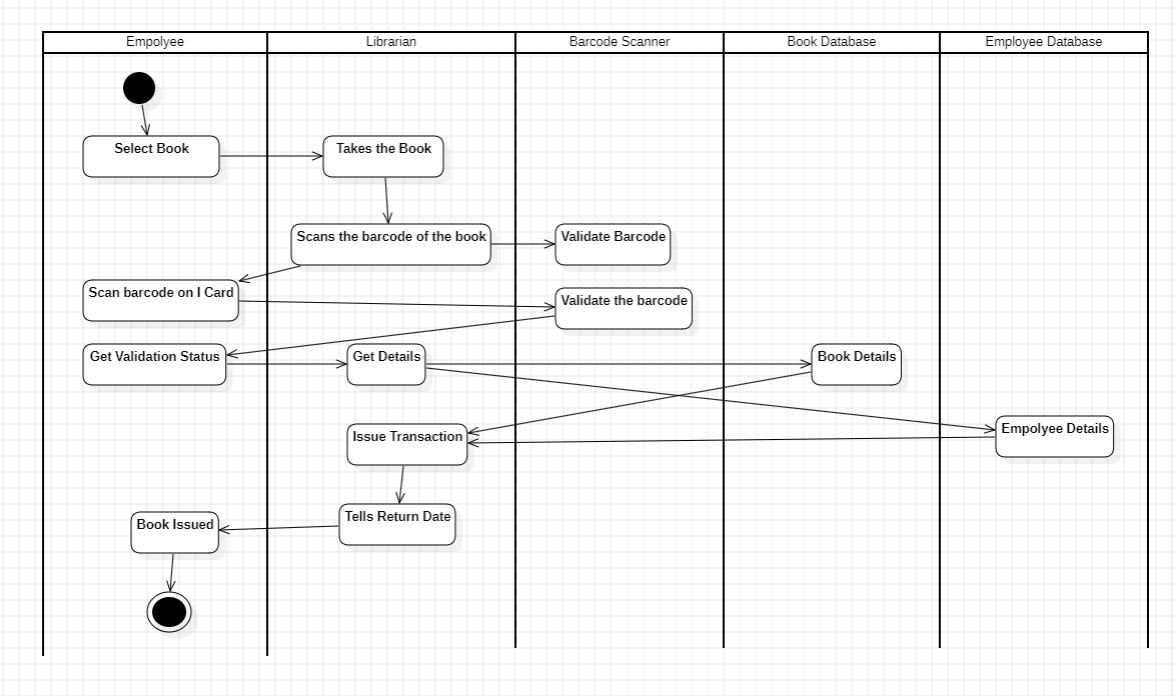 Empolyee
Librarian
Barcode Scanner
Book Database
Employee Database
Select Book
Takes the Book
Scans the barcode of the book
Validate Barcode
Scan barcode on I Card
Validate the barcode
Get Validation Status
Get Details
Book Details
Empolyee Details
Issue Transaction
Tells Return Date
Book Issued